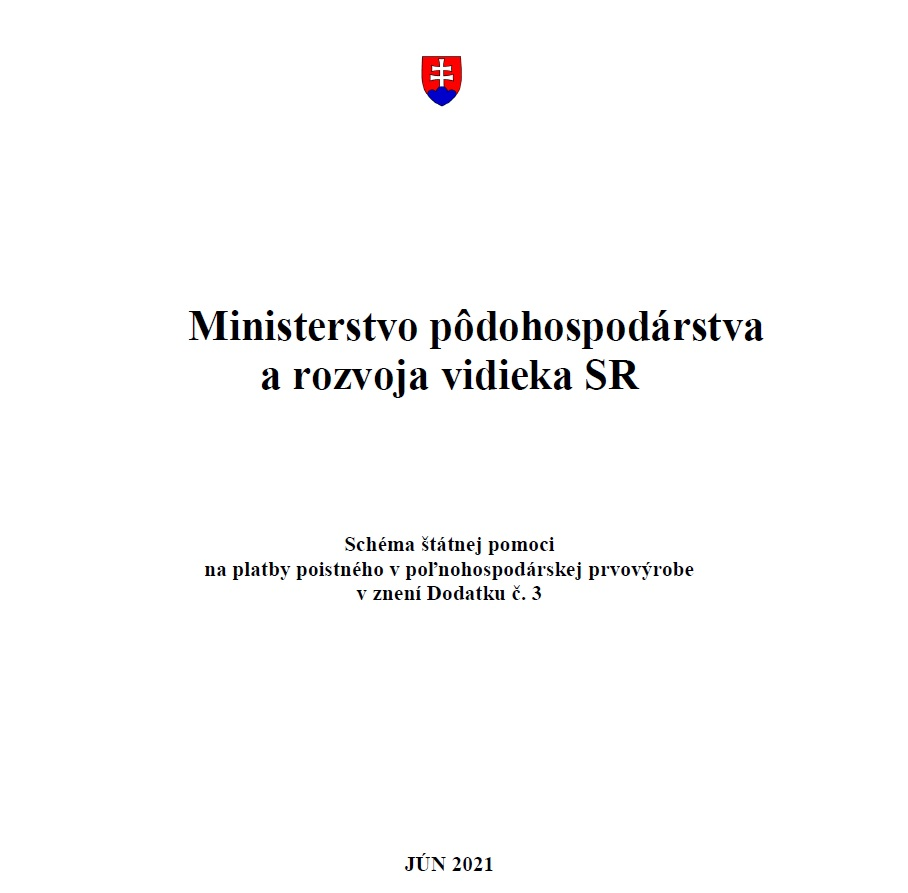 Ministerstvo pôdohospodárstva
a rozvoja vidieka SR
Schéma štátnej pomoci
na platby poistného v poľnohospodárskej prvovýrobe
v znení Dodatku č. 3
JÚN 2021